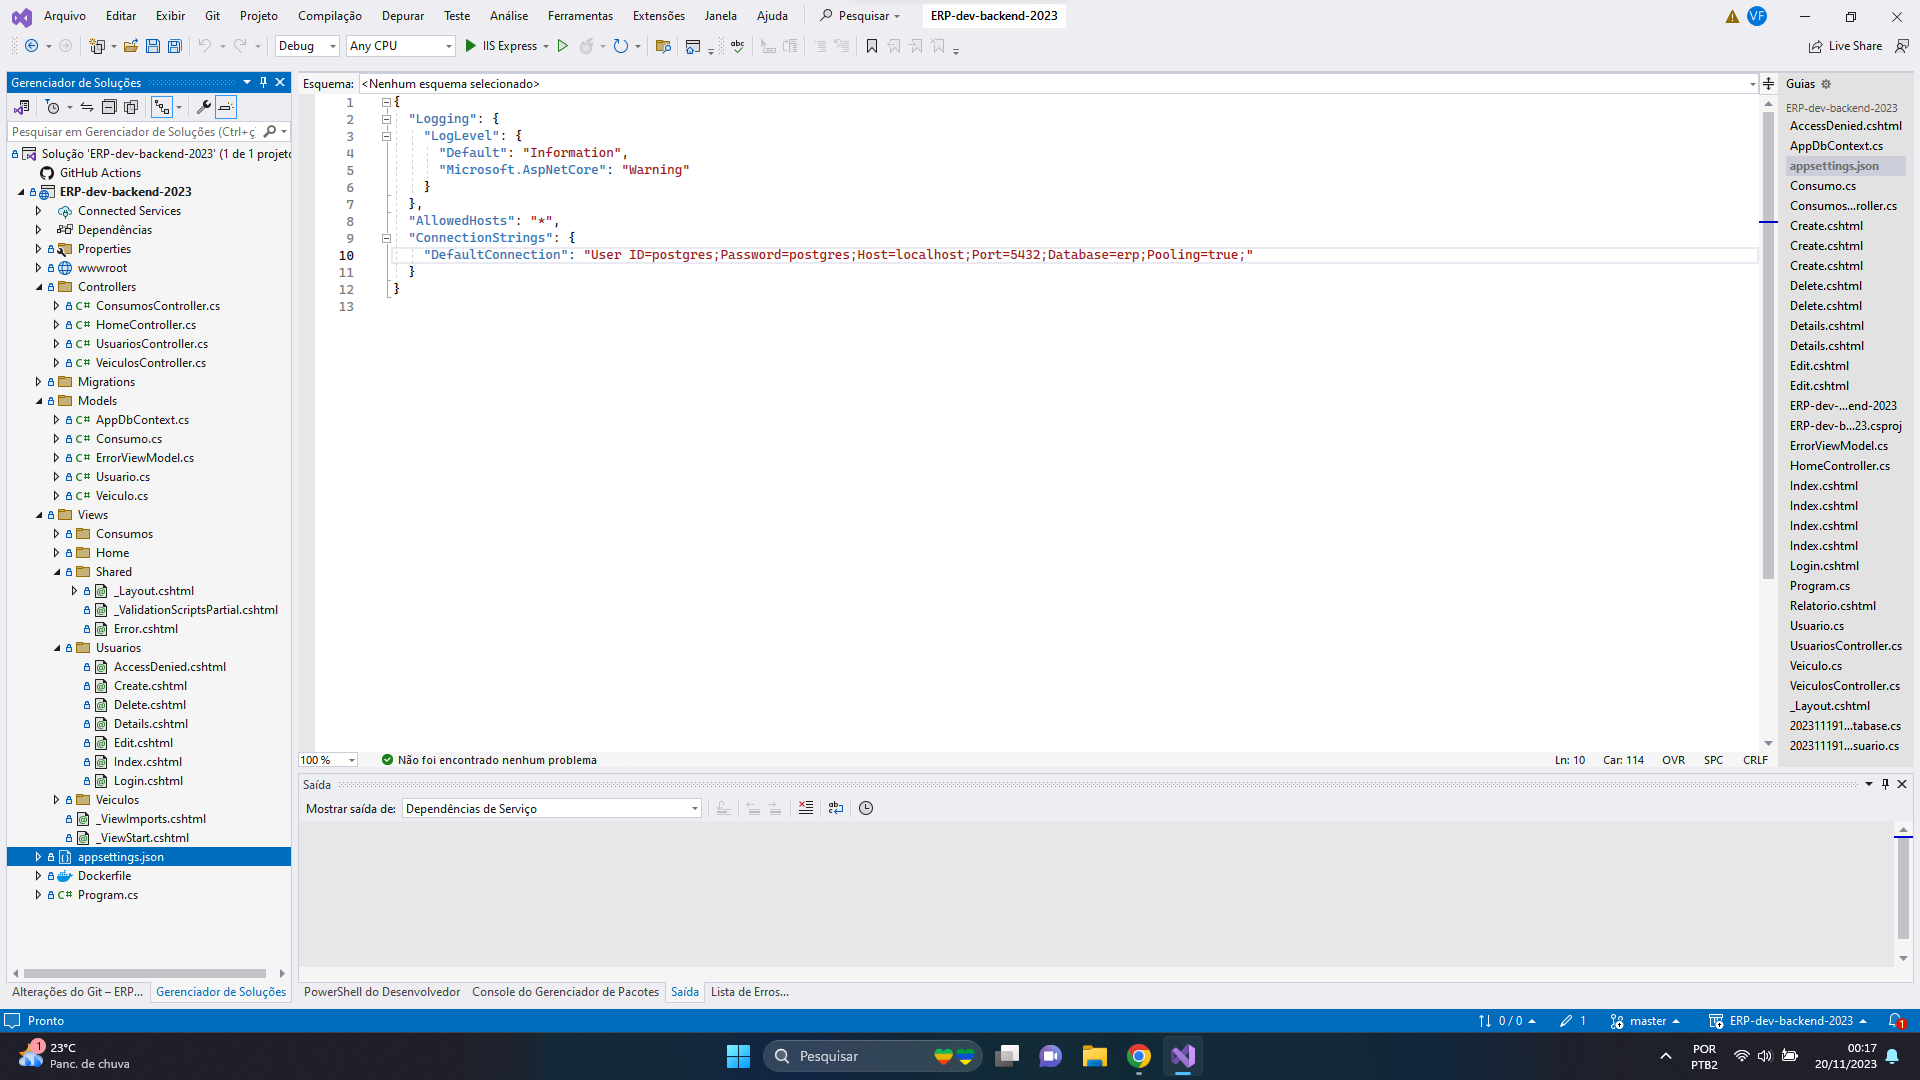 Arquivo Editar Exibir Git Projeto Compilação Depurar Teste Análise Ferramentas Extensões Janela Ajuda Pesquisar ERP-dev-backend-2023 VF
Debug Any CPU IIS Express Live Share
Gerenciador de Soluções
Pesquisar em Gerenciador de Soluções (Ctrl+ç
Solução 'ERP-dev-backend-2023' (1 de 1 projeto
GitHub Actions
ERP-dev-backend-2023
Connected Services
Dependências
Properties
wwwroot
Controllers
C# ConsumosController.cs
C# HomeController.cs
C# UsuariosController.cs
C# VeiculosController.cs
Migrations
Models
C# AppDbContext.cs
C# Consumo.cs
C# ErrorViewModel.cs
C# Usuario.cs
C# Veiculo.cs
Views
Consumos
Home
Shared
_Layout.cshtml
_ValidationScriptsPartial.cshtml
Error.cshtml
Usuarios
AccessDenied.cshtml
Create.cshtml
Delete.cshtml
Details.cshtml
Edit.cshtml
Index.cshtml
Login.cshtml
Veiculos
_ViewImports.cshtml
_ViewStart.cshtml
appsettings.json
Dockerfile
C# Program.cs
Alterações do Git – ERP... Gerenciador de Soluções
Esquema: <Nenhum esquema selecionado>
1 {
2 "Logging": {
3 "LogLevel": {
4 "Default": "Information",
5 "Microsoft.AspNetCore": "Warning"
6 }
7 },
8 "AllowedHosts": "*",
9 "ConnectionStrings": {
10 "DefaultConnection": "User ID=postgres;Password=postgres;Host=localhost;Port=5432;Database=erp;Pooling=true;"
11 }
12 }
13
100 % Não foi encontrado nenhum problema Ln: 10 Car: 114 OVR SPC CRLF
Saída
Mostrar saída de: Dependências de Serviço
PowerShell do Desenvolvedor Console do Gerenciador de Pacotes Saída Lista de Erros...
Guias
ERP-dev-backend-2023
AccessDenied.cshtml
AppDbContext.cs
appsettings.json
Consumo.cs
Consumos...roller.cs
Create.cshtml
Create.cshtml
Create.cshtml
Delete.cshtml
Delete.cshtml
Details.cshtml
Details.cshtml
Edit.cshtml
Edit.cshtml
ERP-dev-...end-2023
ERP-dev-b...23.csproj
ErrorViewModel.cs
HomeController.cs
Index.cshtml
Index.cshtml
Index.cshtml
Index.cshtml
Login.cshtml
Program.cs
Relatorio.cshtml
Usuario.cs
UsuariosController.cs
Veiculo.cs
VeiculosController.cs
_Layout.cshtml
202311191...tabase.cs
202311191...suario.cs
Pronto 0 / 0 1 master ERP-dev-backend-2023 1
1 23°C
Panc. de chuva
Pesquisar
POR
PTB2
00:17
20/11/2023